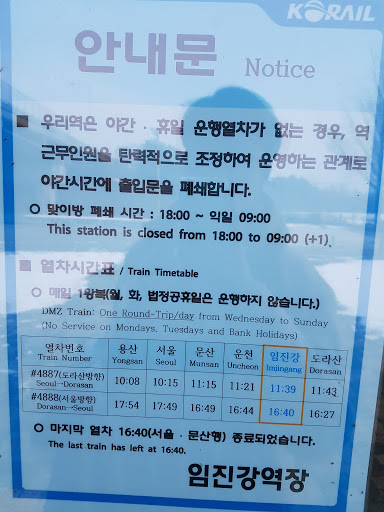 KORAIL
안내문 Notice
■ 우리역은 야간 · 휴일 운행열차가 없는 경우, 역
근무인원을 탄력적으로 조정하여 운영하는 관계로
야간시간에 출입문을 폐쇄합니다.
○ 맞이방 폐쇄 시간 : 18:00 ~ 익일 09:00
This station is closed from 18:00 to 09:00 (+1).
■ 열차시간표 / Train Timetable
○ 매일 1왕복(월, 화, 법정공휴일은 운행하지 않습니다.)
DMZ Train: One Round-Trip/day from Wednesday to Sunday
(No Service on Mondays, Tuesdays and Bank Holidays)
열차번호 용산 서울 문산 운천 임진강 도라산
Train Number Yongsan Seoul Munsan Uncheon Imjingang Dorasan
#4887(도라산방향)
Seoul→Dorasan 10:08 10:15 11:15 11:21 11:39 11:43
#4888(서울방향)
Dorasan→Seoul 17:54 17:49 16:49 16:44 16:40 16:27
○ 마지막 열차 16:40(서울 · 문산행) 종료되었습니다.
The last train has left at 16:40.
임진강역장